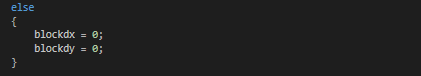 else
{
    blockdx = 0;
    blockdy = 0;
}